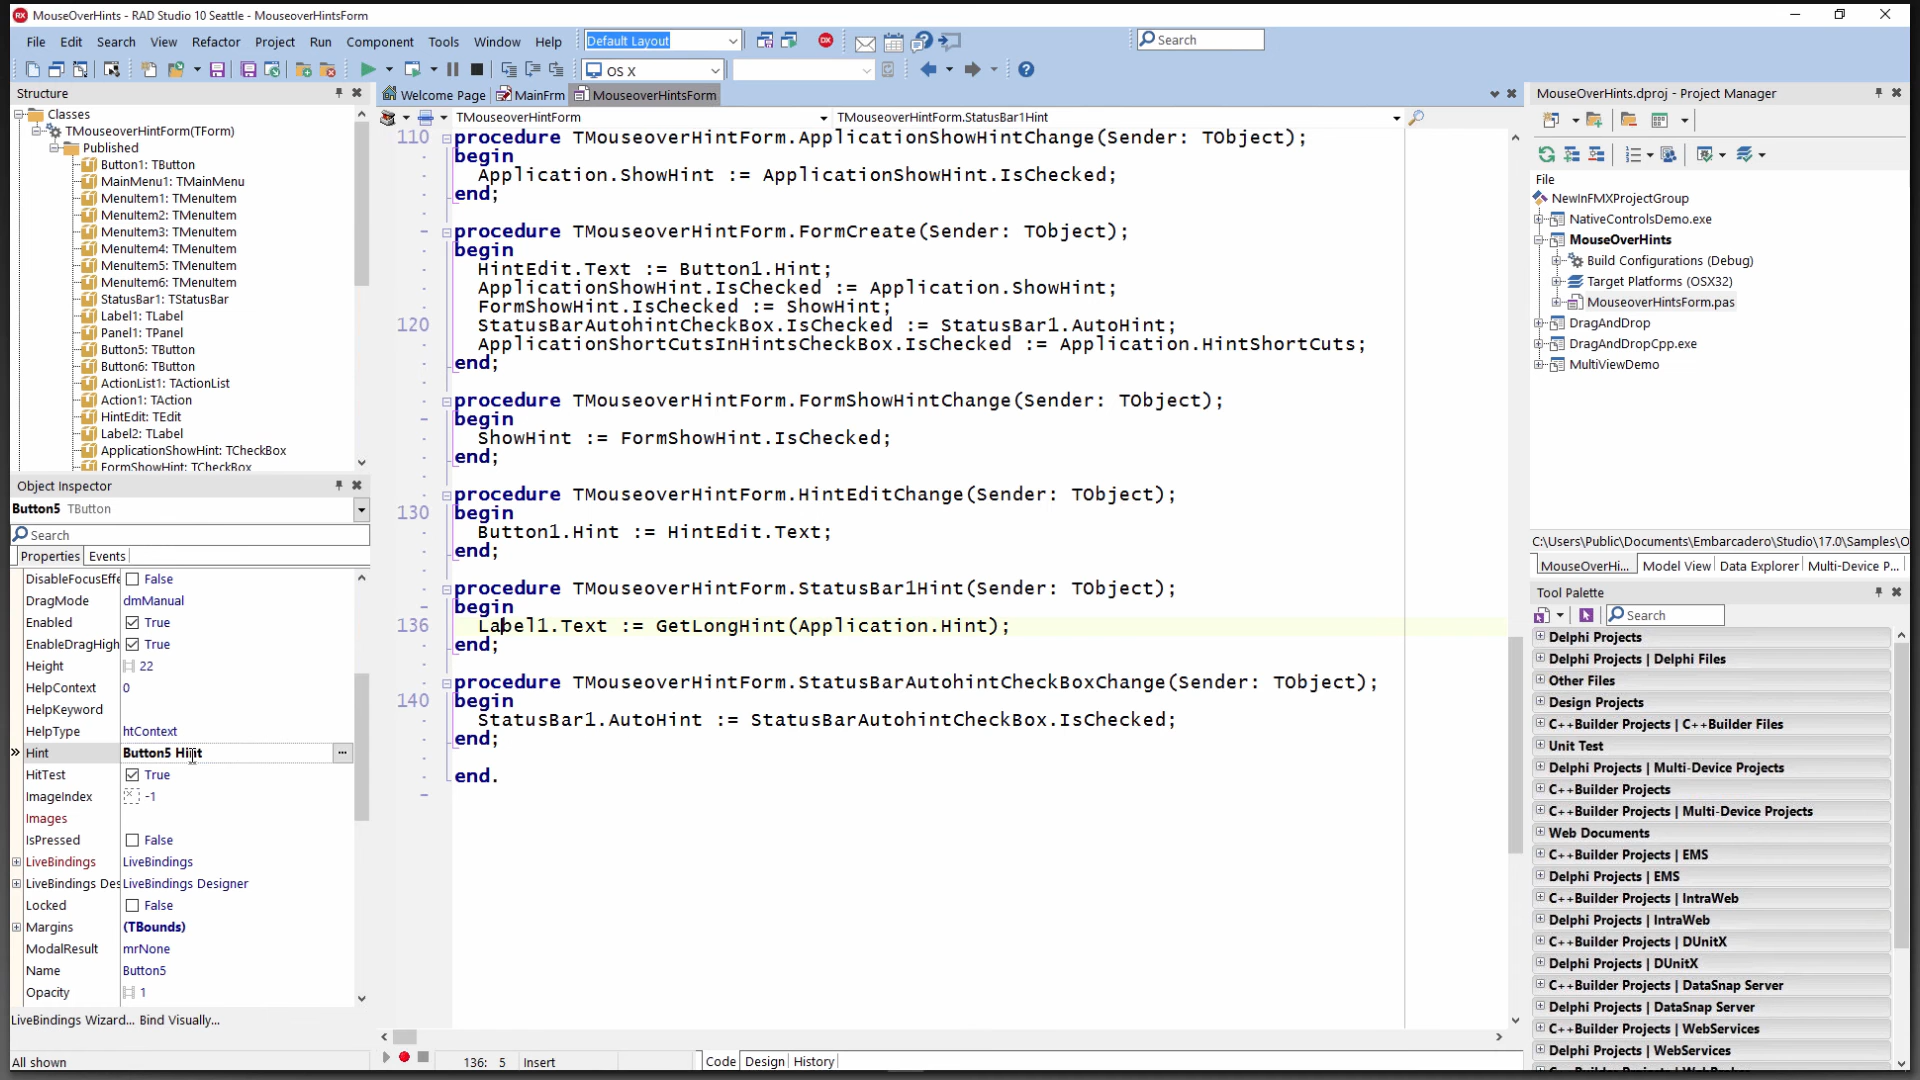 MouseOverHints - RAD Studio 10 Seattle - MouseoverHintsForm
File Edit Search View Refactor Project Run Component Tools Window Help Default Layout Search
OS X
Structure
Classes
TMouseoverHintForm(TForm)
Published
Button1: TButton
MainMenu1: TMainMenu
MenuItem1: TMenuItem
MenuItem2: TMenuItem
MenuItem3: TMenuItem
MenuItem4: TMenuItem
MenuItem5: TMenuItem
MenuItem6: TMenuItem
StatusBar1: TStatusBar
Label1: TLabel
Panel1: TPanel
Button5: TButton
Button6: TButton
ActionList1: TActionList
Action1: TAction
HintEdit: TEdit
Label2: TLabel
ApplicationShowHint: TCheckBox
FormShowHint: TCheckBox
Object Inspector
Button5 TButton
Search
Properties Events
DisableFocusEffe False
DragMode dmManual
Enabled True
EnableDragHigh True
Height 22
HelpContext 0
HelpKeyword
HelpType htContext
Hint Button5 Hint
HitTest True
ImageIndex -1
Images
IsPressed False
LiveBindings LiveBindings
LiveBindings Des LiveBindings Designer
Locked False
Margins (TBounds)
ModalResult mrNone
Name Button5
Opacity 1
LiveBindings Wizard... Bind Visually...
All shown
Welcome Page MainFrm MouseoverHintsForm
TMouseoverHintForm TMouseoverHintForm.StatusBar1Hint
110 procedure TMouseoverHintForm.ApplicationShowHintChange(Sender: TObject);
begin
Application.ShowHint := ApplicationShowHint.IsChecked;
end;
procedure TMouseoverHintForm.FormCreate(Sender: TObject);
begin
HintEdit.Text := Button1.Hint;
ApplicationShowHint.IsChecked := Application.ShowHint;
FormShowHint.IsChecked := ShowHint;
120 StatusBarAutohintCheckBox.IsChecked := StatusBar1.AutoHint;
ApplicationShortCutsInHintsCheckBox.IsChecked := Application.HintShortCuts;
end;
procedure TMouseoverHintForm.FormShowHintChange(Sender: TObject);
begin
ShowHint := FormShowHint.IsChecked;
end;
procedure TMouseoverHintForm.HintEditChange(Sender: TObject);
130 begin
Button1.Hint := HintEdit.Text;
end;
procedure TMouseoverHintForm.StatusBar1Hint(Sender: TObject);
begin
136 Label1.Text := GetLongHint(Application.Hint);
end;
procedure TMouseoverHintForm.StatusBarAutohintCheckBoxChange(Sender: TObject);
140 begin
StatusBar1.AutoHint := StatusBarAutohintCheckBox.IsChecked;
end;
end.
136: 5 Insert Code Design History
MouseOverHints.dproj - Project Manager
File
NewInFMXProjectGroup
NativeControlsDemo.exe
MouseOverHints
Build Configurations (Debug)
Target Platforms (OSX32)
MouseoverHintsForm.pas
DragAndDrop
DragAndDropCpp.exe
MultiViewDemo
C:\Users\Public\Documents\Embarcadero\Studio\17.0\Samples\O
MouseOverHi... Model View Data Explorer Multi-Device P...
Tool Palette
Search
Delphi Projects
Delphi Projects | Delphi Files
Other Files
Design Projects
C++Builder Projects | C++Builder Files
Unit Test
Delphi Projects | Multi-Device Projects
C++Builder Projects
C++Builder Projects | Multi-Device Projects
Web Documents
C++Builder Projects | EMS
Delphi Projects | EMS
C++Builder Projects | IntraWeb
Delphi Projects | IntraWeb
C++Builder Projects | DUnitX
Delphi Projects | DUnitX
C++Builder Projects | DataSnap Server
Delphi Projects | DataSnap Server
C++Builder Projects | WebServices
Delphi Projects | WebServices